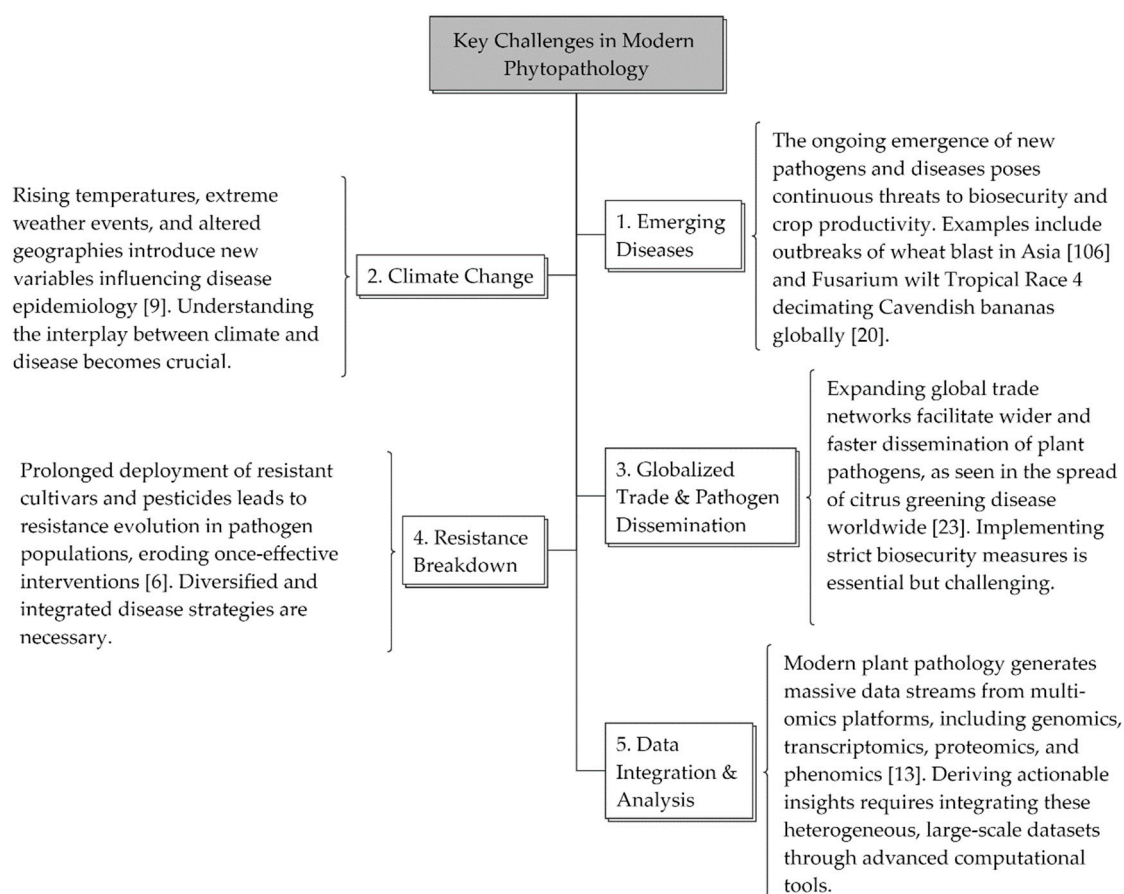 Key Challenges in Modern
Phytopathology
1. Emerging
Diseases
The ongoing emergence of new
pathogens and diseases poses
continuous threats to biosecurity and
crop productivity. Examples include
outbreaks of wheat blast in Asia [106]
and Fusarium wilt Tropical Race 4
decimating Cavendish bananas
globally [20].
2. Climate Change
Rising temperatures, extreme
weather events, and altered
geographies introduce new
variables influencing disease
epidemiology [9]. Understanding
the interplay between climate and
disease becomes crucial.
3. Globalized
Trade & Pathogen
Dissemination
Expanding global trade
networks facilitate wider and
faster dissemination of plant
pathogens, as seen in the spread
of citrus greening disease
worldwide [23]. Implementing
strict biosecurity measures is
essential but challenging.
4. Resistance
Breakdown
Prolonged deployment of resistant
cultivars and pesticides leads to
resistance evolution in pathogen
populations, eroding once-effective
interventions [6]. Diversified and
integrated disease strategies are
necessary.
5. Data
Integration &
Analysis
Modern plant pathology generates
massive data streams from multi-
omics platforms, including genomics,
transcriptomics, proteomics, and
phenomics [13]. Deriving actionable
insights requires integrating these
heterogeneous, large-scale datasets
through advanced computational
tools.